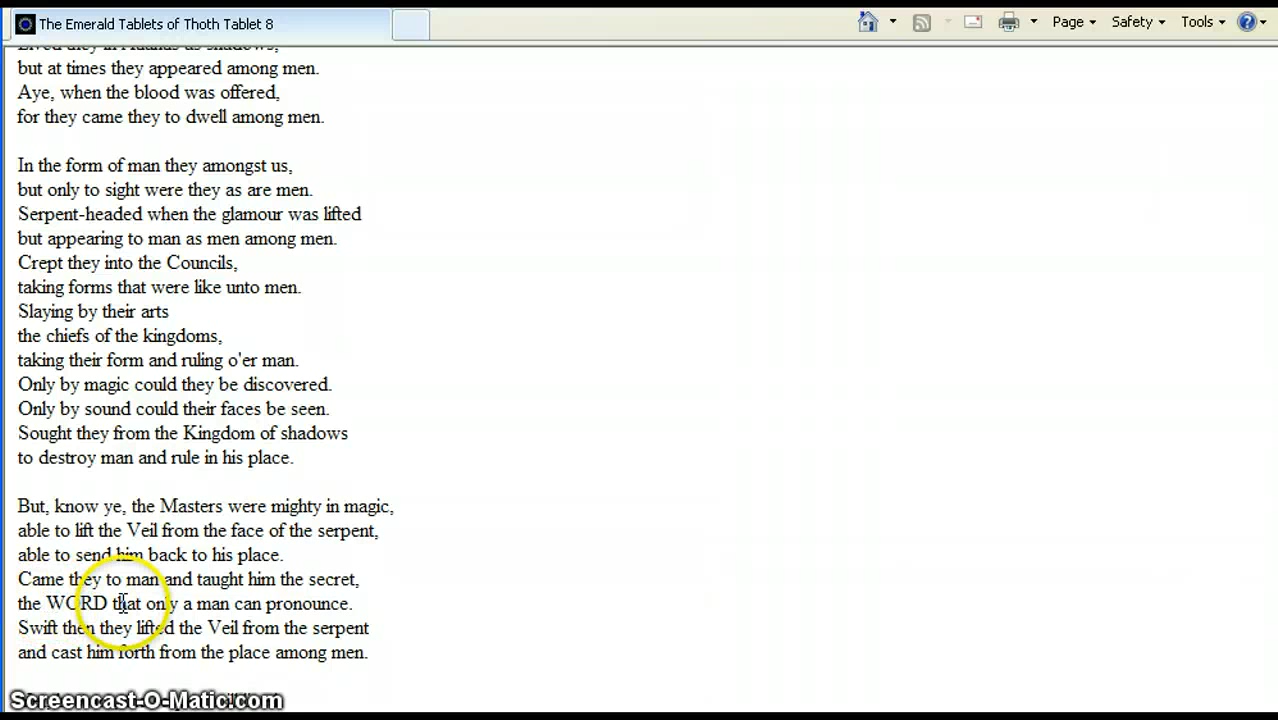 The Emerald Tablets of Thoth Tablet 8
Page
Safety
Tools
Lived they in as shadows,
but at times they appeared among men.
Aye, when the blood was offered,
for they came they to dwell among men.
In the form of man they amongst us,
but only to sight were they as are men.
Serpent-headed when the glamour was lifted
but appearing to man as men among men.
Crept they into the Councils,
taking forms that were like unto men.
Slaying by their arts
the chiefs of the kingdoms,
taking their form and ruling o'er man.
Only by magic could they be discovered.
Only by sound could their faces be seen.
Sought they from the Kingdom of shadows
to destroy man and rule in his place.
But, know ye, the Masters were mighty in magic,
able to lift the Veil from the face of the serpent,
able to send him back to his place.
Came they to man and taught him the secret,
the WORD that only a man can pronounce.
Swift then they lifted the Veil from the serpent
and cast him forth from the place among men.
Screencast-O-Matic.com